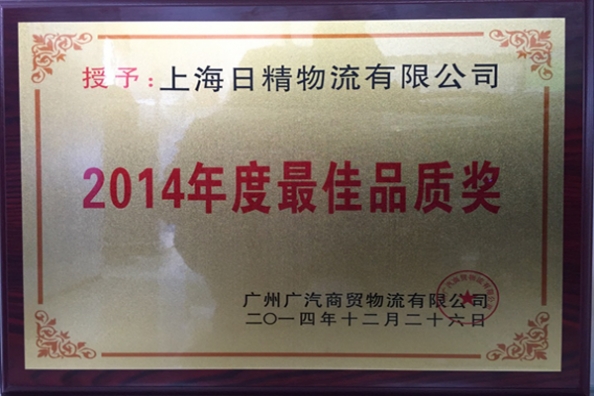 授予：上海日精物流有限公司
2014年度最佳品质奖
广州广汽商贸物流有限公司
二〇一四年十二月二十六日